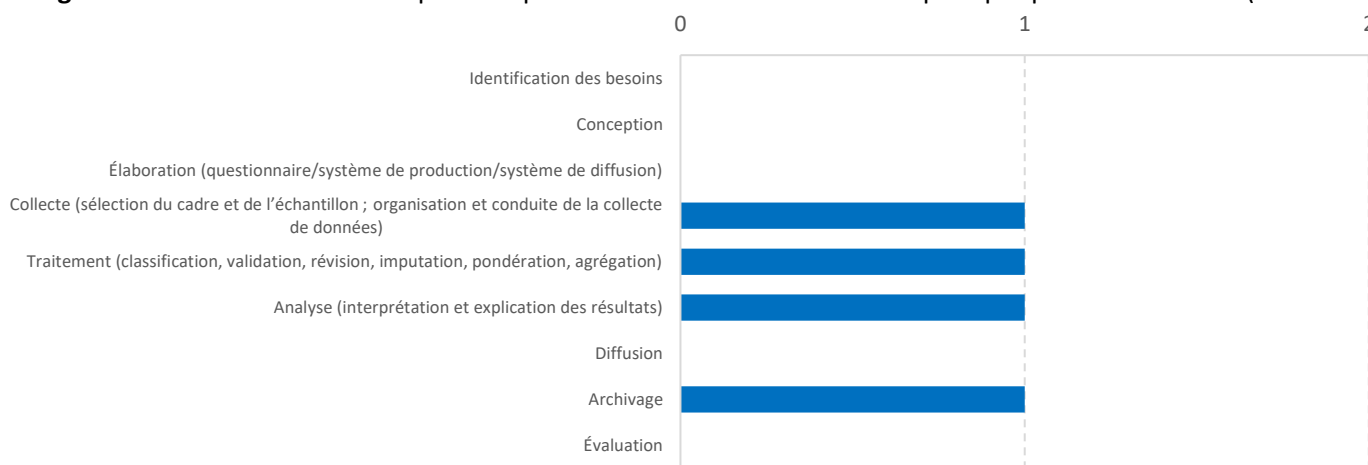 0 1 2
Identification des besoins
Conception
Élaboration (questionnaire/système de production/système de diffusion)
Collecte (sélection du cadre et de l’échantillon ; organisation et conduite de la collecte
de données)
Traitement (classification, validation, révision, imputation, pondération, agrégation)
Analyse (interprétation et explication des résultats)
Diffusion
Archivage
Évaluation